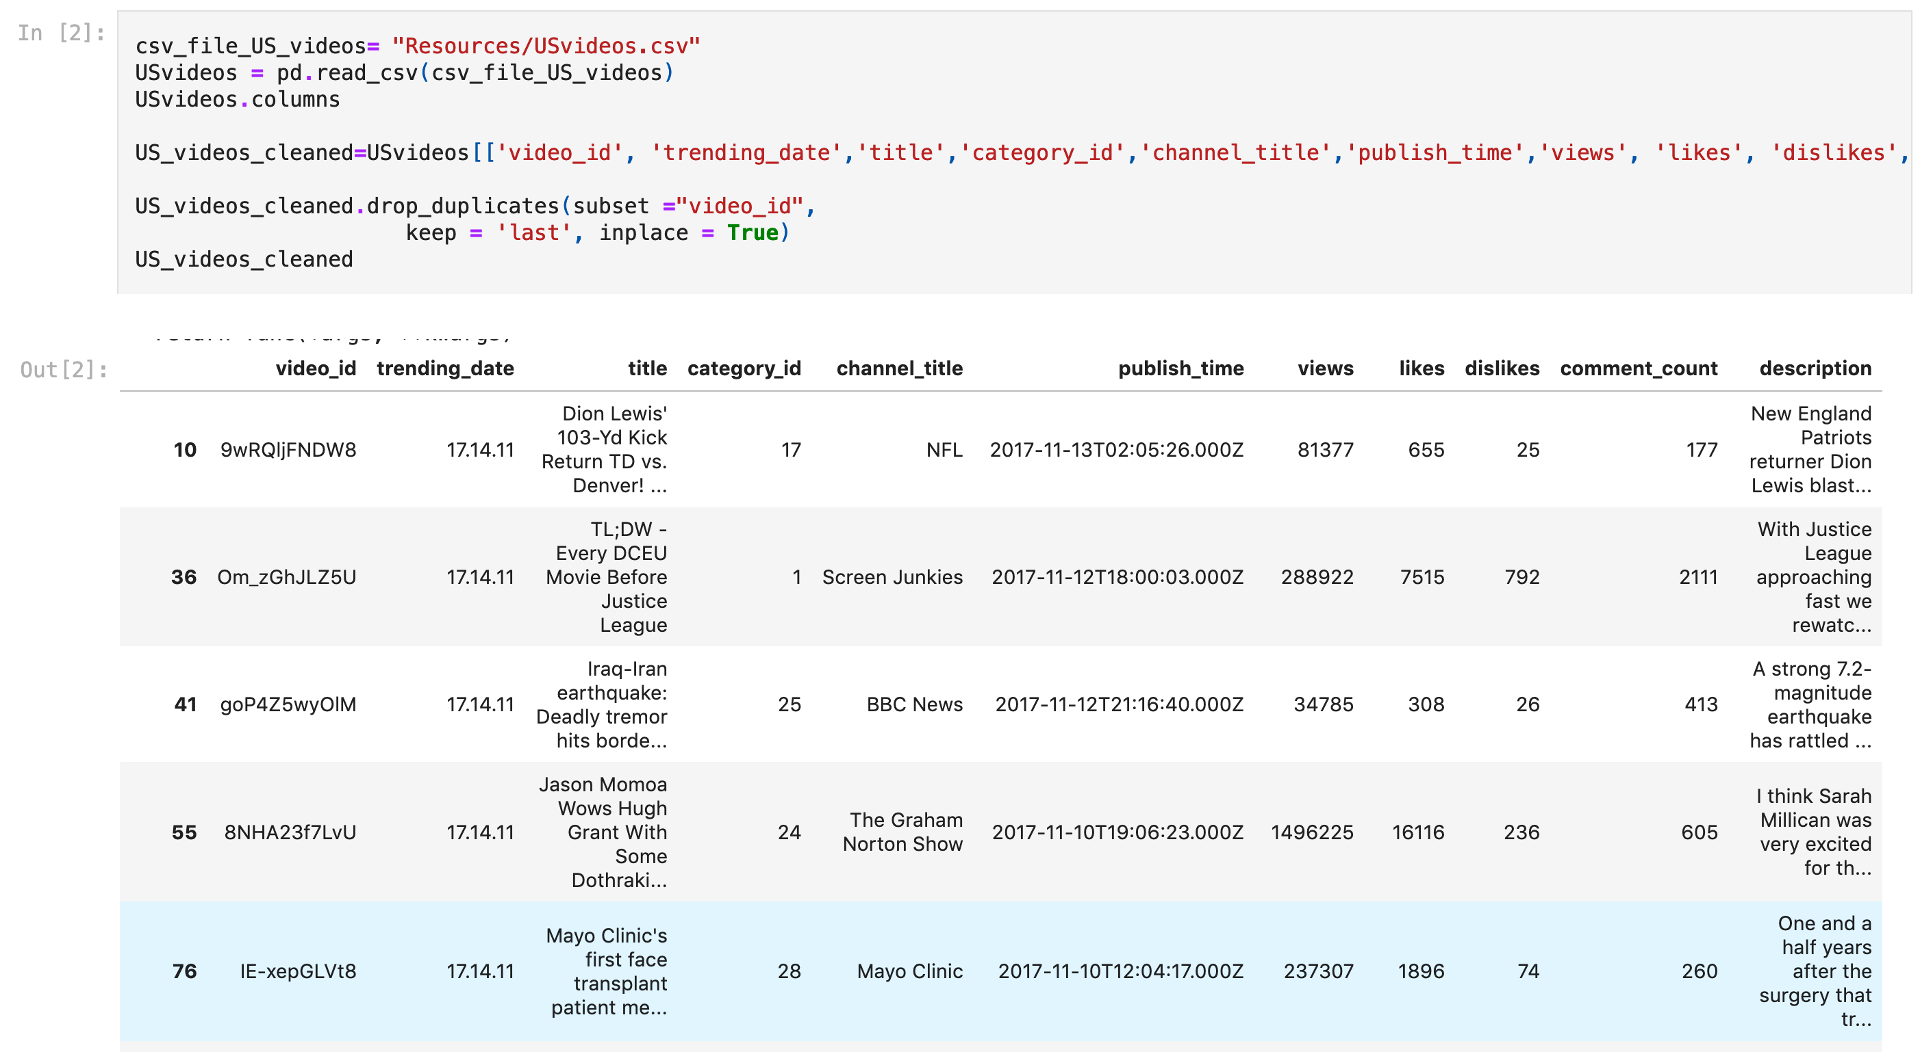 In [2]:
csv_file_US_videos= "Resources/USvideos.csv"
USvideos = pd.read_csv(csv_file_US_videos)
USvideos.columns
US_videos_cleaned=USvideos[['video_id', 'trending_date','title','category_id','channel_title','publish_time','views', 'likes', 'dislikes',
US_videos_cleaned.drop_duplicates(subset ="video_id",
keep = 'last', inplace = True)
US_videos_cleaned
Out[2]:
video_id trending_date title category_id channel_title publish_time views likes dislikes comment_count description
10 9wRQljFNDW8 17.14.11 Dion Lewis' 103-Yd Kick Return TD vs. Denver! ... 17 NFL 2017-11-13T02:05:26.000Z 81377 655 25 177 New England Patriots returner Dion Lewis blast...
36 Om_zGhJLZ5U 17.14.11 TL;DW - Every DCEU Movie Before Justice League 1 Screen Junkies 2017-11-12T18:00:03.000Z 288922 7515 792 2111 With Justice League approaching fast we rewatc...
41 goP4Z5wyOlM 17.14.11 Iraq-Iran earthquake: Deadly tremor hits borde... 25 BBC News 2017-11-12T21:16:40.000Z 34785 308 26 413 A strong 7.2-magnitude earthquake has rattled ...
55 8NHA23f7LvU 17.14.11 Jason Momoa Wows Hugh Grant With Some Dothraki... 24 The Graham Norton Show 2017-11-10T19:06:23.000Z 1496225 16116 236 605 I think Sarah Millican was very excited for th...
76 IE-xepGLVt8 17.14.11 Mayo Clinic's first face transplant patient me... 28 Mayo Clinic 2017-11-10T12:04:17.000Z 237307 1896 74 260 One and a half years after the surgery that tr...